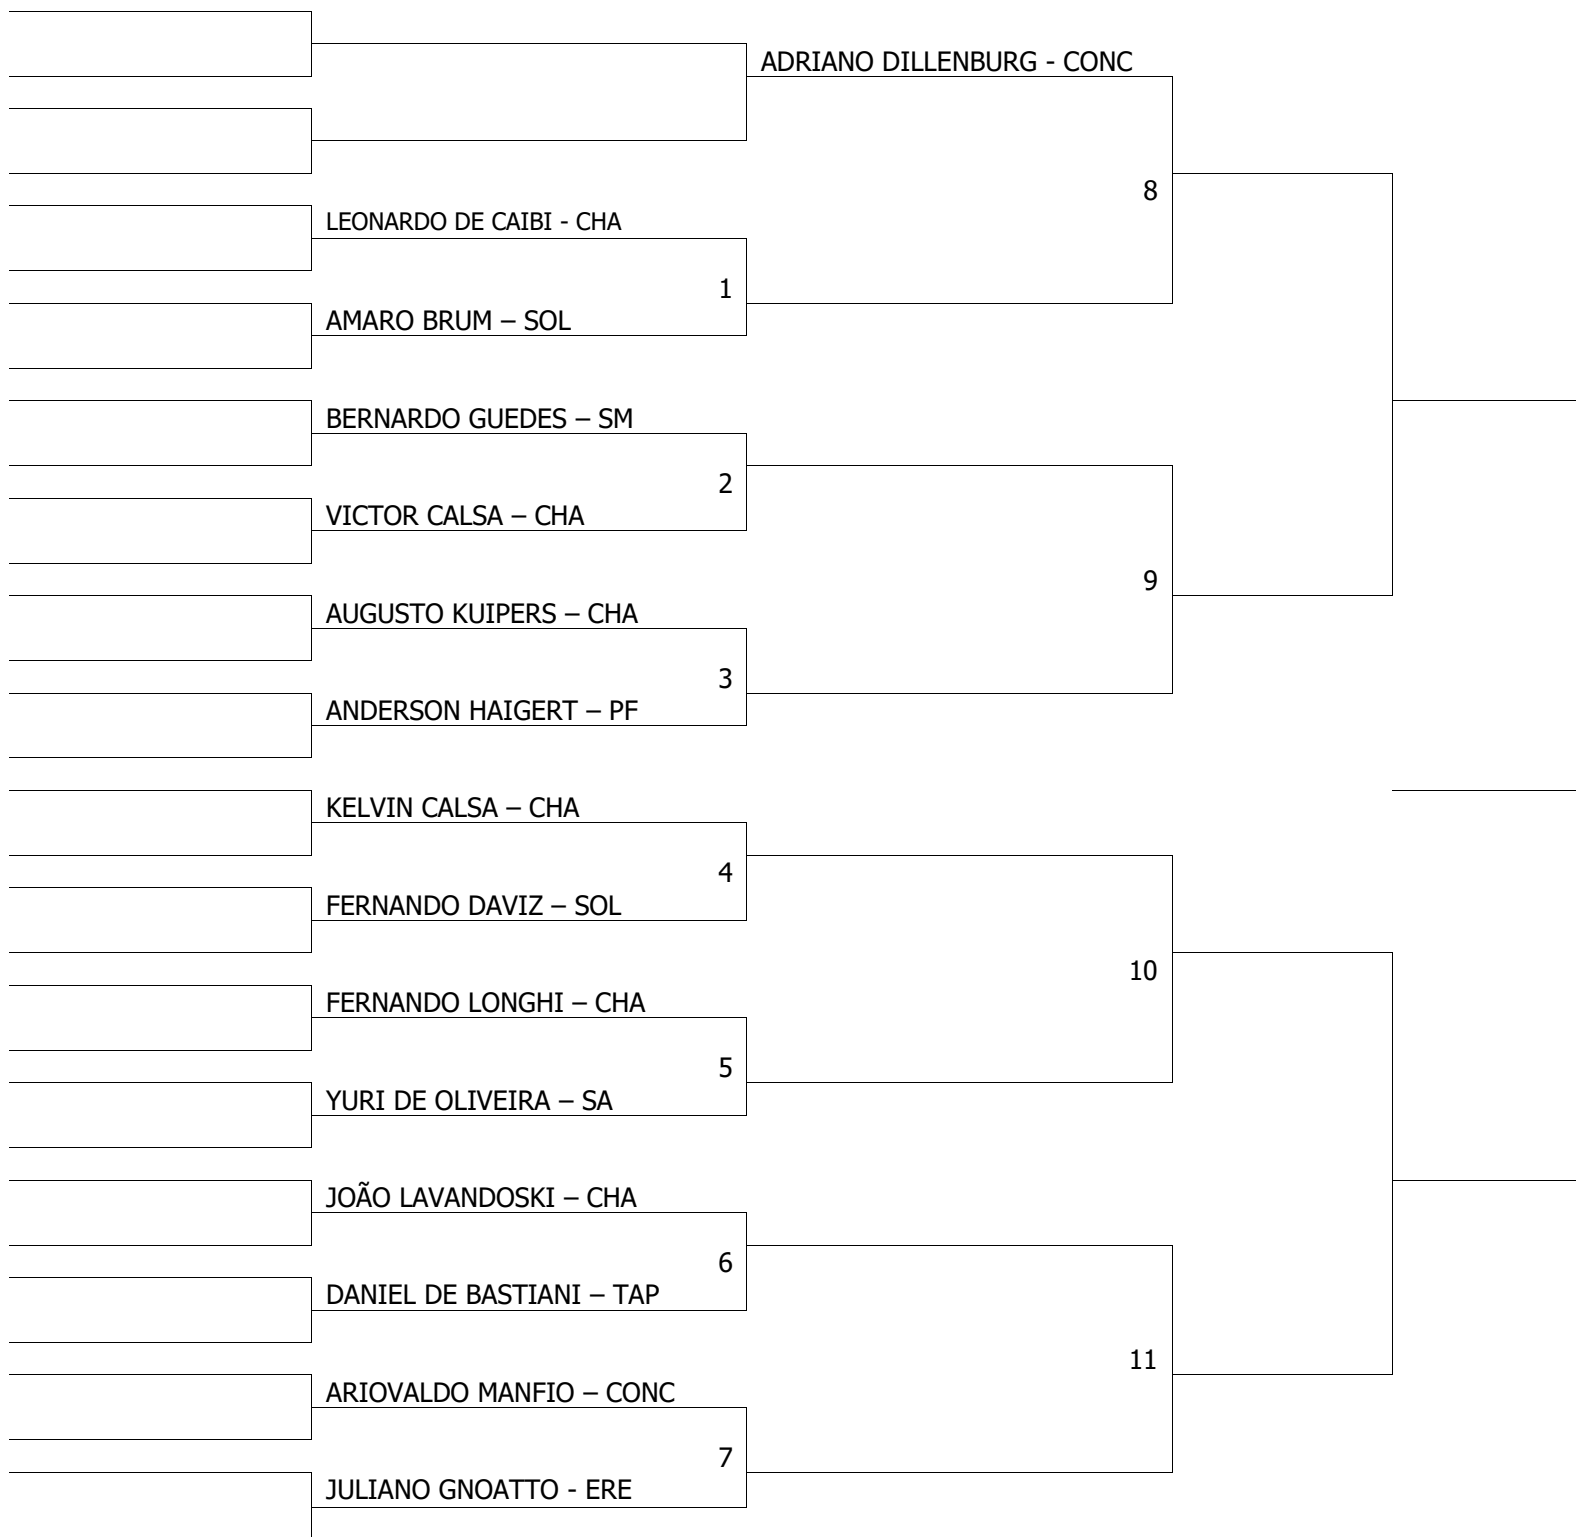 ADRIANO DILLENBURG - CONC
8
LEONARDO DE CAIBI - CHA
1
AMARO BRUM – SOL
BERNARDO GUEDES – SM
2
VICTOR CALSA – CHA
9
AUGUSTO KUIPERS – CHA
3
ANDERSON HAIGERT – PF
KELVIN CALSA – CHA
4
FERNANDO DAVIZ – SOL
10
FERNANDO LONGHI – CHA
5
YURI DE OLIVEIRA – SA
JOÃO LAVANDOSKI – CHA
6
DANIEL DE BASTIANI – TAP
11
ARIOVALDO MANFIO – CONC
7
JULIANO GNOATTO - ERE